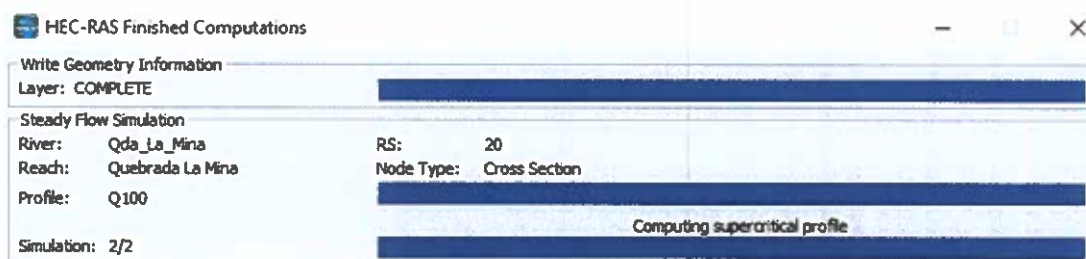 HEC-RAS Finished Computations
Write Geometry Information
Layer: COMPLETE
Steady Flow Simulation
River: Qda_La_Mina RS: 20
Reach: Quebrada La Mina Node Type: Cross Section
Profile: Q100
Computing supercritical profile
Simulation: 2/2